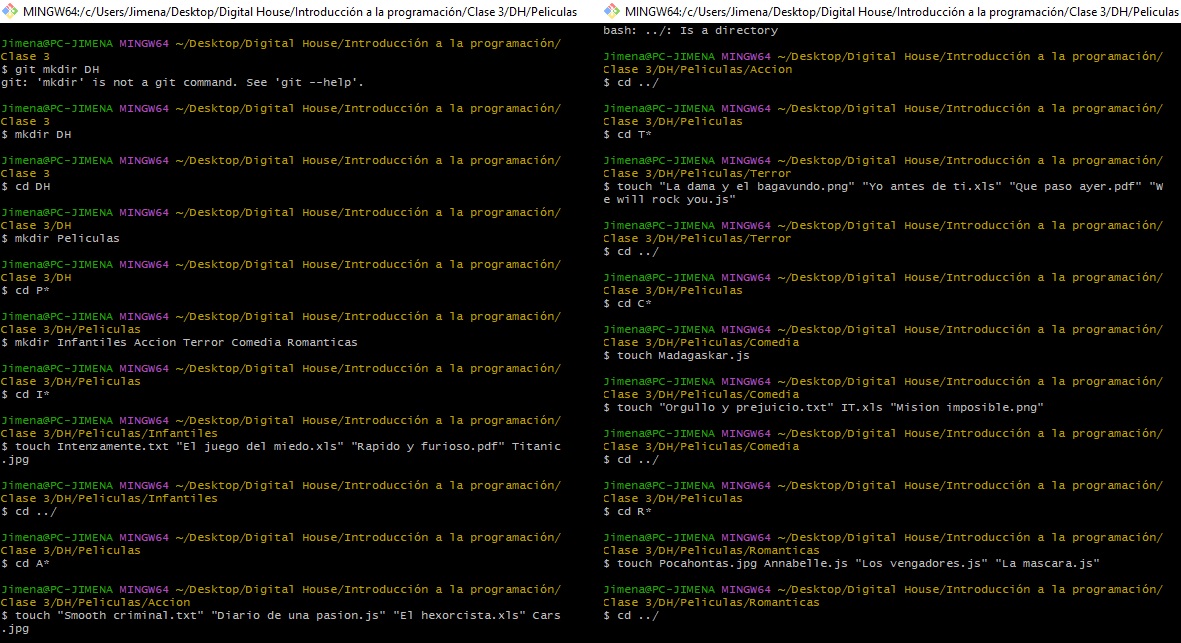 MINGW64:/c/Users/Jimena/Desktop/Digital House/Introducción a la programación/Clase 3/DH/Peliculas
Jimena@PC-JIMENA MINGW64 ~/Desktop/Digital House/Introducción a la programación/
Clase 3
$ git mkdir DH
git: 'mkdir' is not a git command. See 'git --help'.
Jimena@PC-JIMENA MINGW64 ~/Desktop/Digital House/Introducción a la programación/
Clase 3
$ mkdir DH
Jimena@PC-JIMENA MINGW64 ~/Desktop/Digital House/Introducción a la programación/
Clase 3
$ cd DH
Jimena@PC-JIMENA MINGW64 ~/Desktop/Digital House/Introducción a la programación/
Clase 3/DH
$ mkdir Peliculas
Jimena@PC-JIMENA MINGW64 ~/Desktop/Digital House/Introducción a la programación/
Clase 3/DH
$ cd P*
Jimena@PC-JIMENA MINGW64 ~/Desktop/Digital House/Introducción a la programación/
Clase 3/DH/Peliculas
$ mkdir Infantiles Accion Terror Comedia Romanticas
Jimena@PC-JIMENA MINGW64 ~/Desktop/Digital House/Introducción a la programación/
Clase 3/DH/Peliculas
$ cd I*
Jimena@PC-JIMENA MINGW64 ~/Desktop/Digital House/Introducción a la programación/
Clase 3/DH/Peliculas/Infantiles
$ touch Intenzamente.txt "El juego del miedo.xls" "Rapido y furioso.pdf" Titanic
.jpg
Jimena@PC-JIMENA MINGW64 ~/Desktop/Digital House/Introducción a la programación/
Clase 3/DH/Peliculas/Infantiles
$ cd ../
Jimena@PC-JIMENA MINGW64 ~/Desktop/Digital House/Introducción a la programación/
Clase 3/DH/Peliculas
$ cd A*
Jimena@PC-JIMENA MINGW64 ~/Desktop/Digital House/Introducción a la programación/
Clase 3/DH/Peliculas/Accion
$ touch "Smooth criminal.txt" "Diario de una pasion.js" "El hexorcista.xls" Cars
.jpg
MINGW64:/c/Users/Jimena/Desktop/Digital House/Introducción a la programación/Clase 3/DH/Peliculas
bash: ../: Is a directory
Jimena@PC-JIMENA MINGW64 ~/Desktop/Digital House/Introducción a la programación/
Clase 3/DH/Peliculas/Accion
$ cd ../
Jimena@PC-JIMENA MINGW64 ~/Desktop/Digital House/Introducción a la programación/
Clase 3/DH/Peliculas
$ cd T*
Jimena@PC-JIMENA MINGW64 ~/Desktop/Digital House/Introducción a la programación/
Clase 3/DH/Peliculas/Terror
$ touch "La dama y el bagavundo.png" "Yo antes de ti.xls" "Que paso ayer.pdf" "W
e will rock you.js"
Jimena@PC-JIMENA MINGW64 ~/Desktop/Digital House/Introducción a la programación/
Clase 3/DH/Peliculas/Terror
$ cd ../
Jimena@PC-JIMENA MINGW64 ~/Desktop/Digital House/Introducción a la programación/
Clase 3/DH/Peliculas
$ cd C*
Jimena@PC-JIMENA MINGW64 ~/Desktop/Digital House/Introducción a la programación/
Clase 3/DH/Peliculas/Comedia
$ touch Madagaskar.js
Jimena@PC-JIMENA MINGW64 ~/Desktop/Digital House/Introducción a la programación/
Clase 3/DH/Peliculas/Comedia
$ touch "Orgullo y prejuicio.txt" IT.xls "Mision imposible.png"
Jimena@PC-JIMENA MINGW64 ~/Desktop/Digital House/Introducción a la programación/
Clase 3/DH/Peliculas/Comedia
$ cd ../
Jimena@PC-JIMENA MINGW64 ~/Desktop/Digital House/Introducción a la programación/
Clase 3/DH/Peliculas
$ cd R*
Jimena@PC-JIMENA MINGW64 ~/Desktop/Digital House/Introducción a la programación/
Clase 3/DH/Peliculas/Romanticas
$ touch Pocahontas.jpg Annabelle.js "Los vengadores.js" "La mascara.js"
Jimena@PC-JIMENA MINGW64 ~/Desktop/Digital House/Introducción a la programación/
Clase 3/DH/Peliculas/Romanticas
$ cd ../